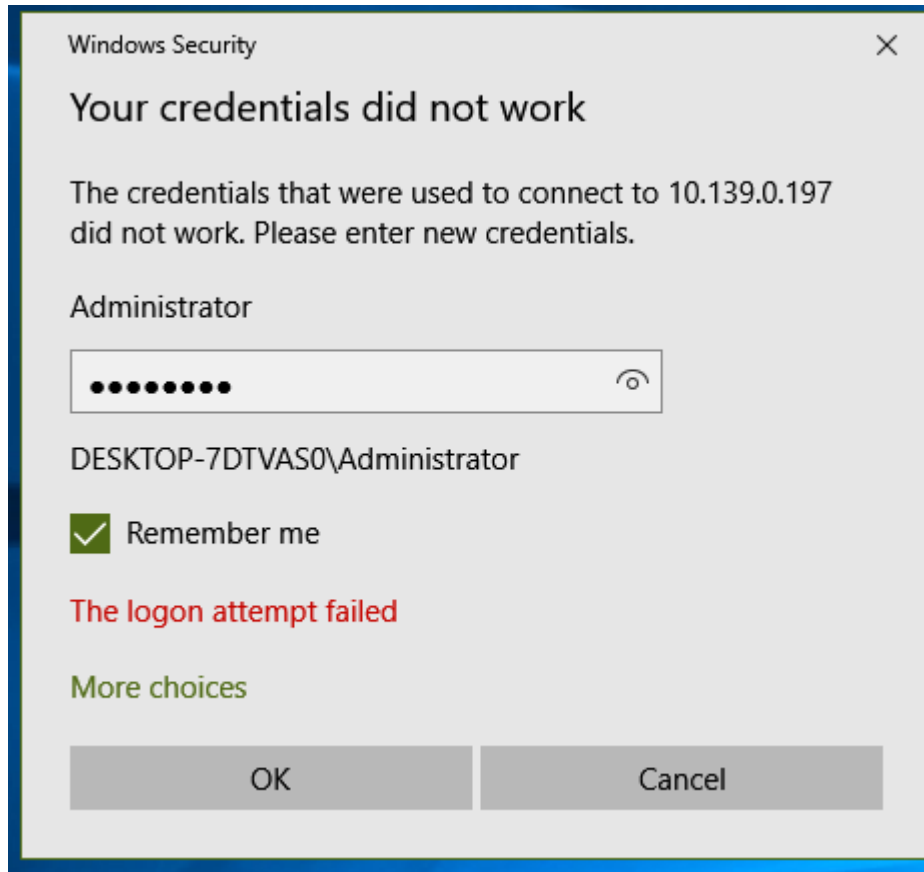 Windows Security
Your credentials did not work
The credentials that were used to connect to 10.139.0.197
did not work. Please enter new credentials.
Administrator
●●●●●●●●
DESKTOP-7DTVAS0\Administrator
Remember me
The logon attempt failed
More choices
OK
Cancel